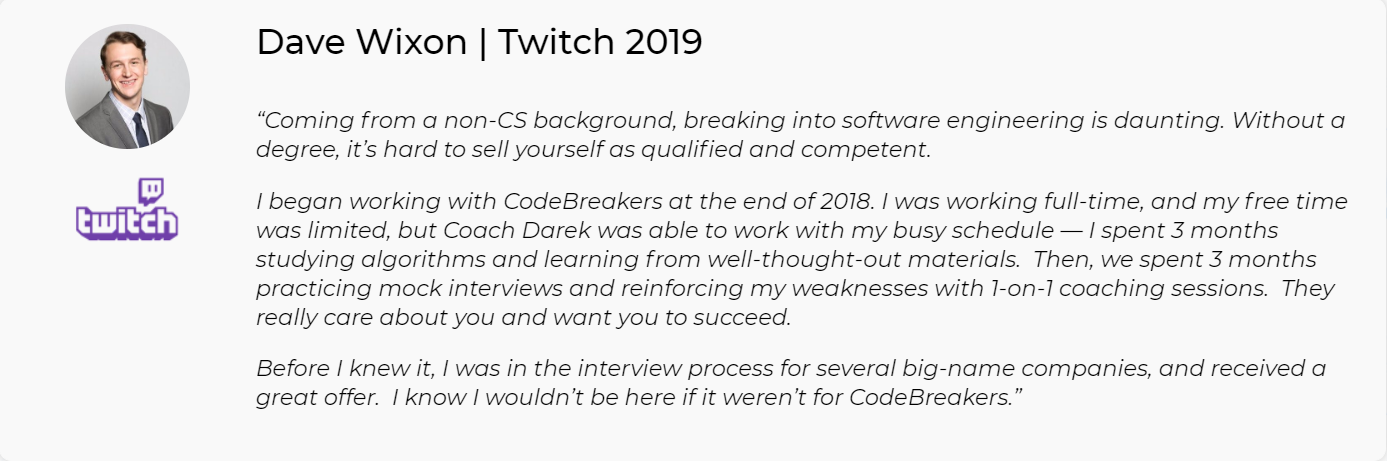 Dave Wixon | Twitch 2019
“Coming from a non-CS background, breaking into software engineering is daunting. Without a
degree, it’s hard to sell yourself as qualified and competent.
twitch
I began working with CodeBreakers at the end of 2018. I was working full-time, and my free time
was limited, but Coach Darek was able to work with my busy schedule — I spent 3 months
studying algorithms and learning from well-thought-out materials.  Then, we spent 3 months
practicing mock interviews and reinforcing my weaknesses with 1-on-1 coaching sessions.  They
really care about you and want you to succeed.
Before I knew it, I was in the interview process for several big-name companies, and received a
great offer.  I know I wouldn’t be here if it weren’t for CodeBreakers.”